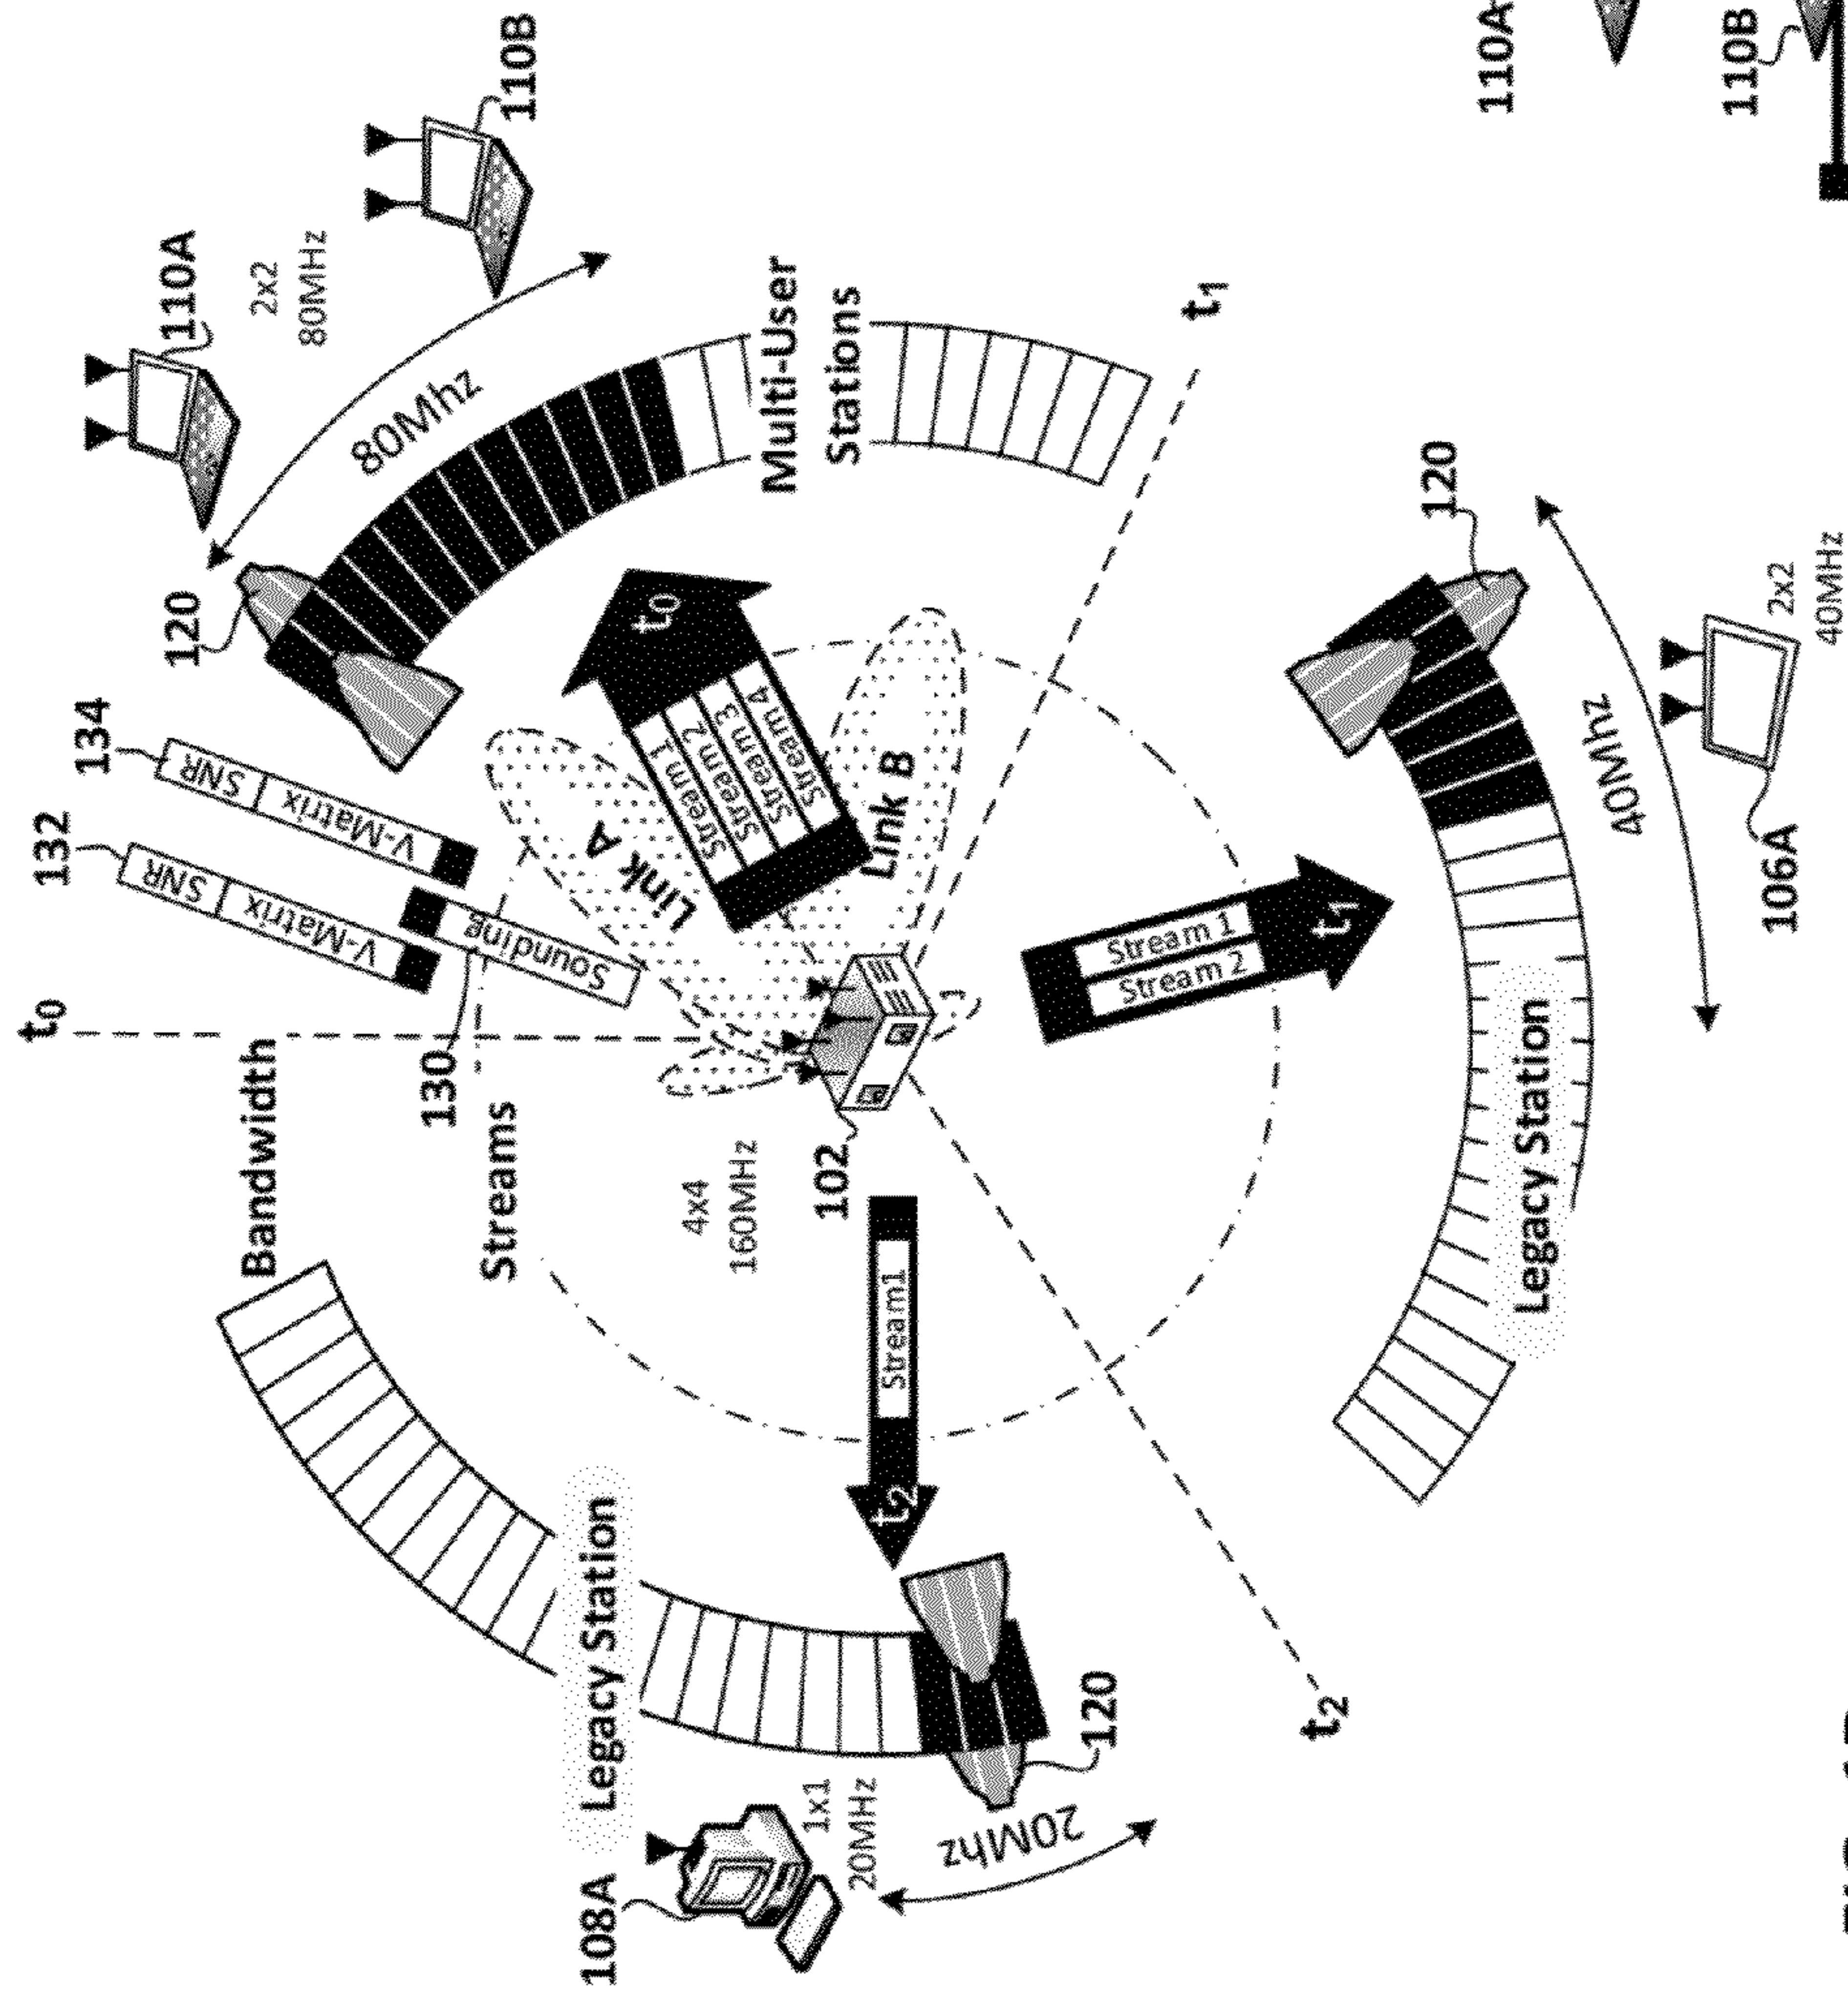 t0
132
134
SNR
V-Matrix
SNR
V-Matrix
Sounding
130
110A
2x2
80MHz
110B
120
80Mhz
Bandwidth
Streams
Link A
t0
Stream 1
Stream 2
Stream 3
Stream 4
Link B
Multi-User
Stations
108A
Legacy Station
1x1
20MHz
20Mhz
120
4x4
160MHz
102
t2
Stream1
t1
t2
Stream 1
Stream 2
t1
120
Legacy Station
40Mhz
106A
2x2
40MHz
110A
110B